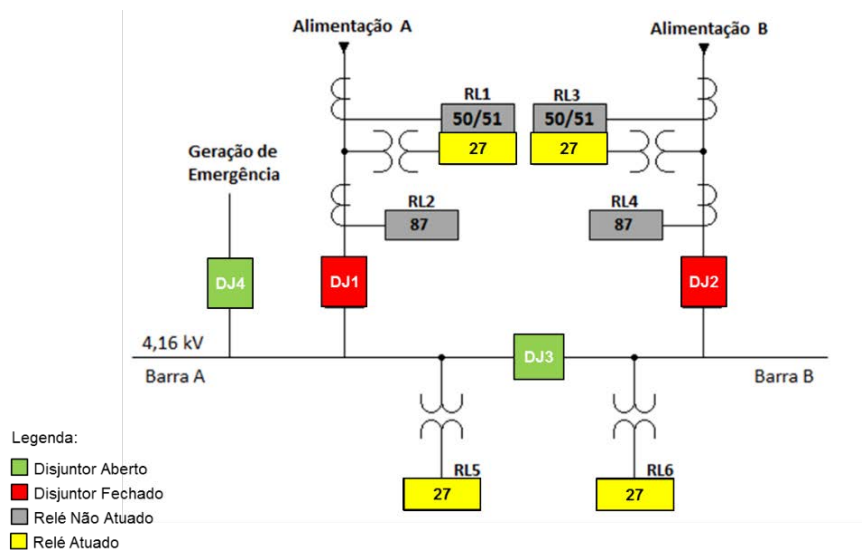 Alimentação A
Alimentação B
RL1
50/51
27
RL3
50/51
27
Geração de
Emergência
RL2
87
RL4
87
DJ4
DJ1
DJ2
4,16 kV
DJ3
Barra A
Barra B
RL5
27
RL6
27
Legenda:
Disjuntor Aberto
Disjuntor Fechado
Relé Não Atuado
Relé Atuado